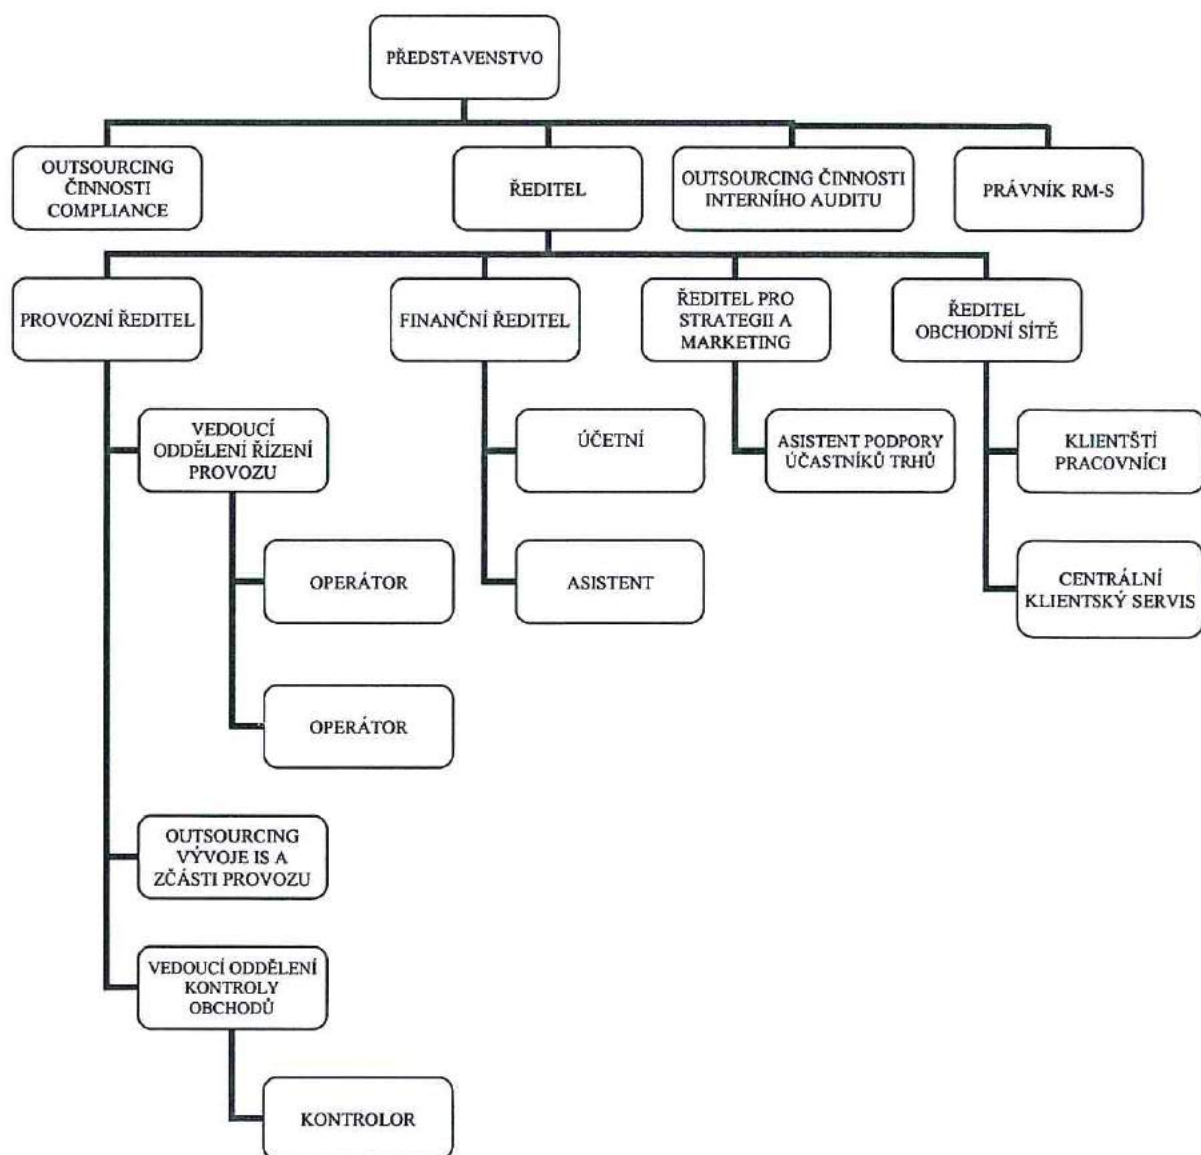 PŘEDSTAVENSTVO
OUTSOURCING
ČINNOSTI
COMPLIANCE
ŘEDITEL
OUTSOURCING ČINNOSTI
INTERNÍHO AUDITU
PRÁVNÍK RM-S
PROVOZNÍ ŘEDITEL
FINANČNÍ ŘEDITEL
ŘEDITEL PRO
STRATEGII A
MARKETING
ŘEDITEL
OBCHODNÍ SÍTĚ
VEDOUCÍ
ODDĚLENÍ ŘÍZENÍ
PROVOZU
ÚČETNÍ
ASISTENT PODPORY
ÚČASTNÍKŮ TRHŮ
KLIENTŠTÍ
PRACOVNÍCI
OPERÁTOR
ASISTENT
CENTRÁLNÍ
KLIENTSKÝ SERVIS
OPERÁTOR
OUTSOURCING
VÝVOJE IS A
ZČÁSTI PROVOZU
VEDOUCÍ ODDĚLENÍ
KONTROLY
OBCHODŮ
KONTROLOR